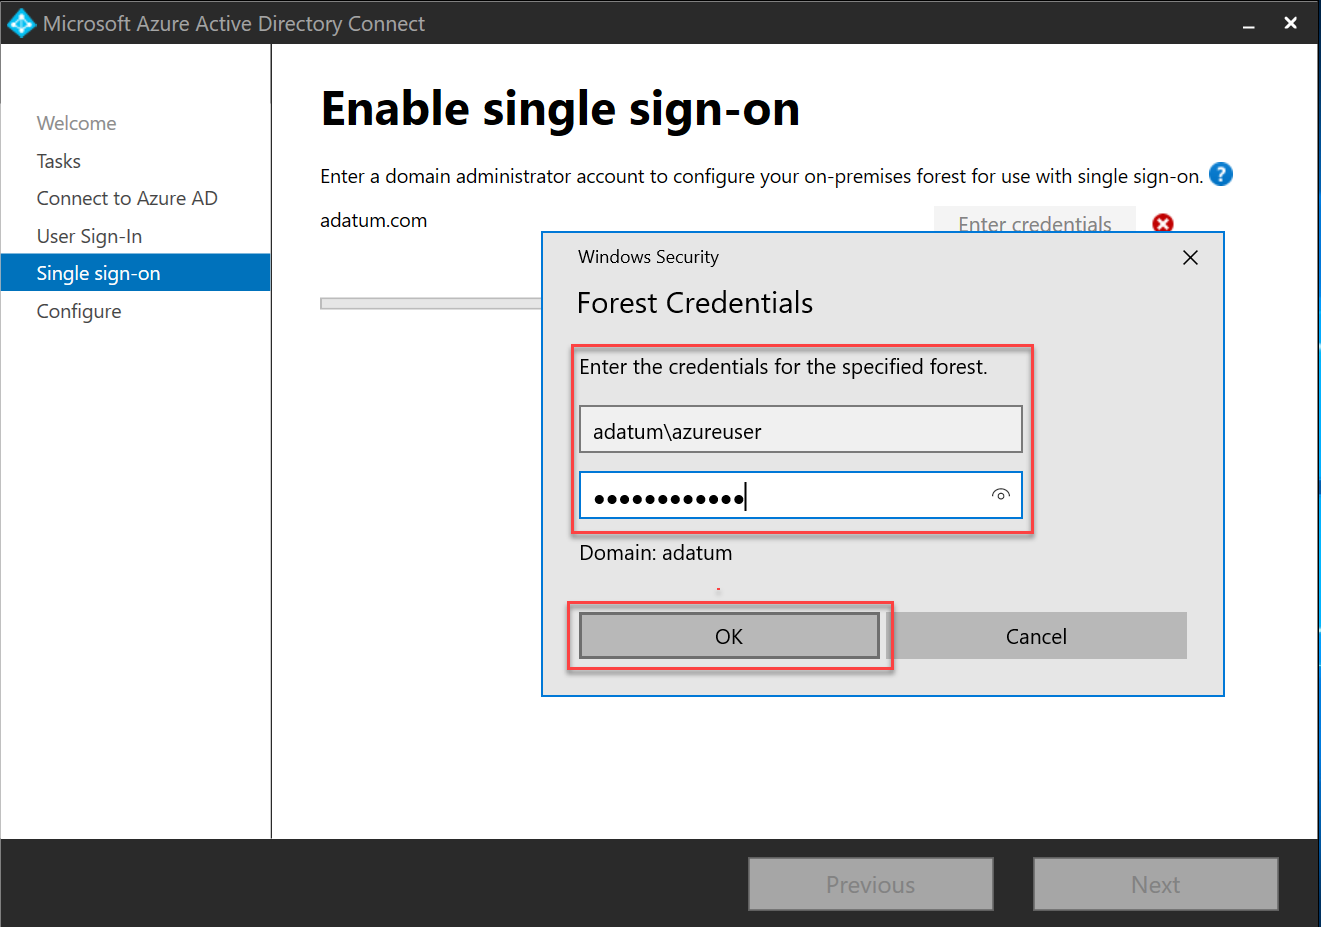 Microsoft Azure Active Directory Connect
Welcome
Tasks
Connect to Azure AD
User Sign-In
Single sign-on
Configure
Enable single sign-on
Enter a domain administrator account to configure your on-premises forest for use with single sign-on. ?
adatum.com
Enter credentials
Windows Security
Forest Credentials
Enter the credentials for the specified forest.
adatum\azureuser
●●●●●●●●●●●●
Domain: adatum
OK
Cancel
Previous
Next